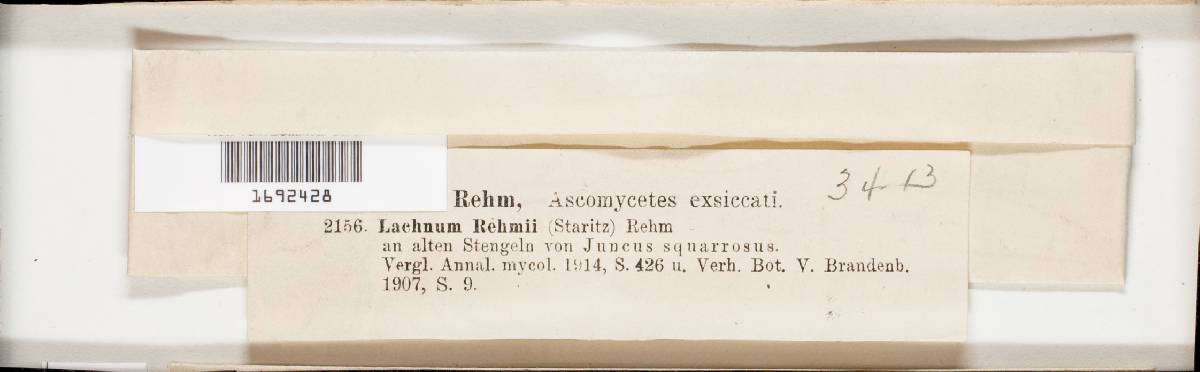 1692428
3413
Rehm, Ascomycetes exsiccati.
2156. Lachnum Rehmii (Staritz) Rehm
an alten Stengeln von Juncus squarrosus.
Vergl. Annal. mycol. 1914, S. 426 u. Verh. Bot. V. Brandenb.
1907, S. 9.